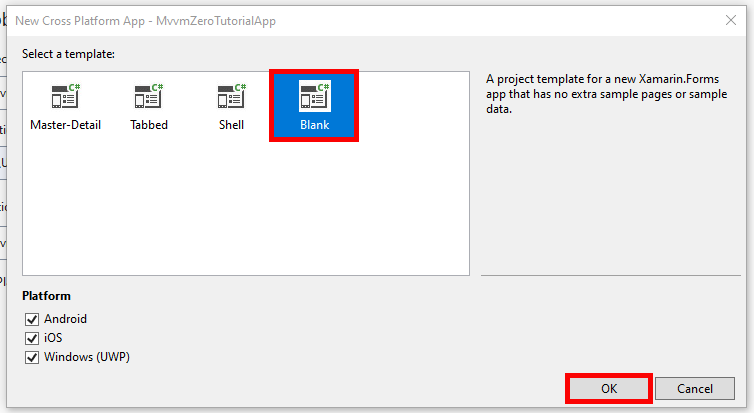 New Cross Platform App - MvvmZeroTutorialApp
Select a template:
C# C# C# C#
Master-Detail Tabbed Shell Blank
A project template for a new Xamarin.Forms
app that has no extra sample pages or sample
data.
Platform
Android
iOS
Windows (UWP)
OK Cancel